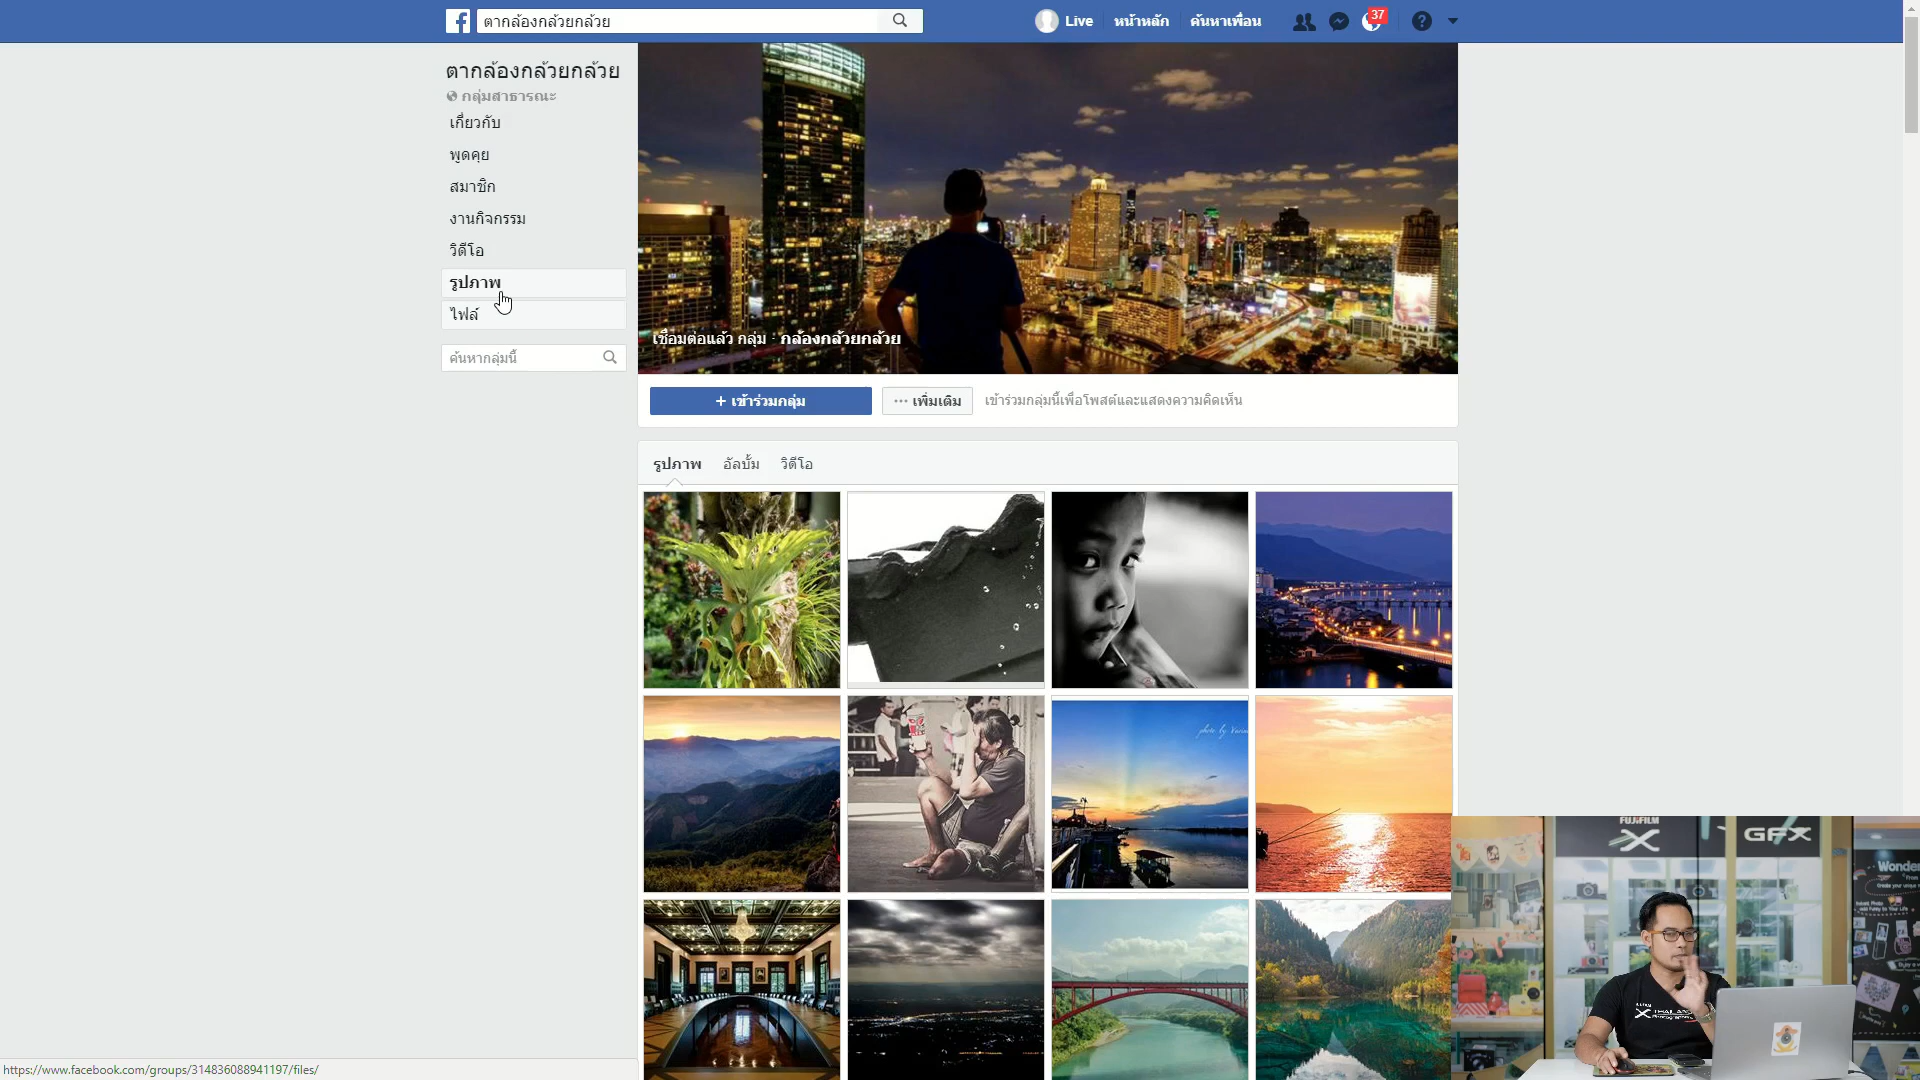 ตากล้องกล้วยกล้วย
Live
หน้าหลัก
ค้นหาเพื่อน
37
ตากล้องกล้วยกล้วย
กลุ่มสาธารณะ
เกี่ยวกับ
พูดคุย
สมาชิก
งานกิจกรรม
วิดีโอ
รูปภาพ
ไฟล์
ค้นหากลุ่มนี้
เชื่อมต่อแล้ว กลุ่ม · กล้องกล้วยกล้วย
+ เข้าร่วมกลุ่ม
··· เพิ่มเติม
เข้าร่วมกลุ่มนี้เพื่อโพสต์และแสดงความคิดเห็น
รูปภาพ
อัลบั้ม
วิดีโอ
photo by
FUJIFILM
X
GFX
Wonder
X THAILAND
https://www.facebook.com/groups/314836088941197/files/